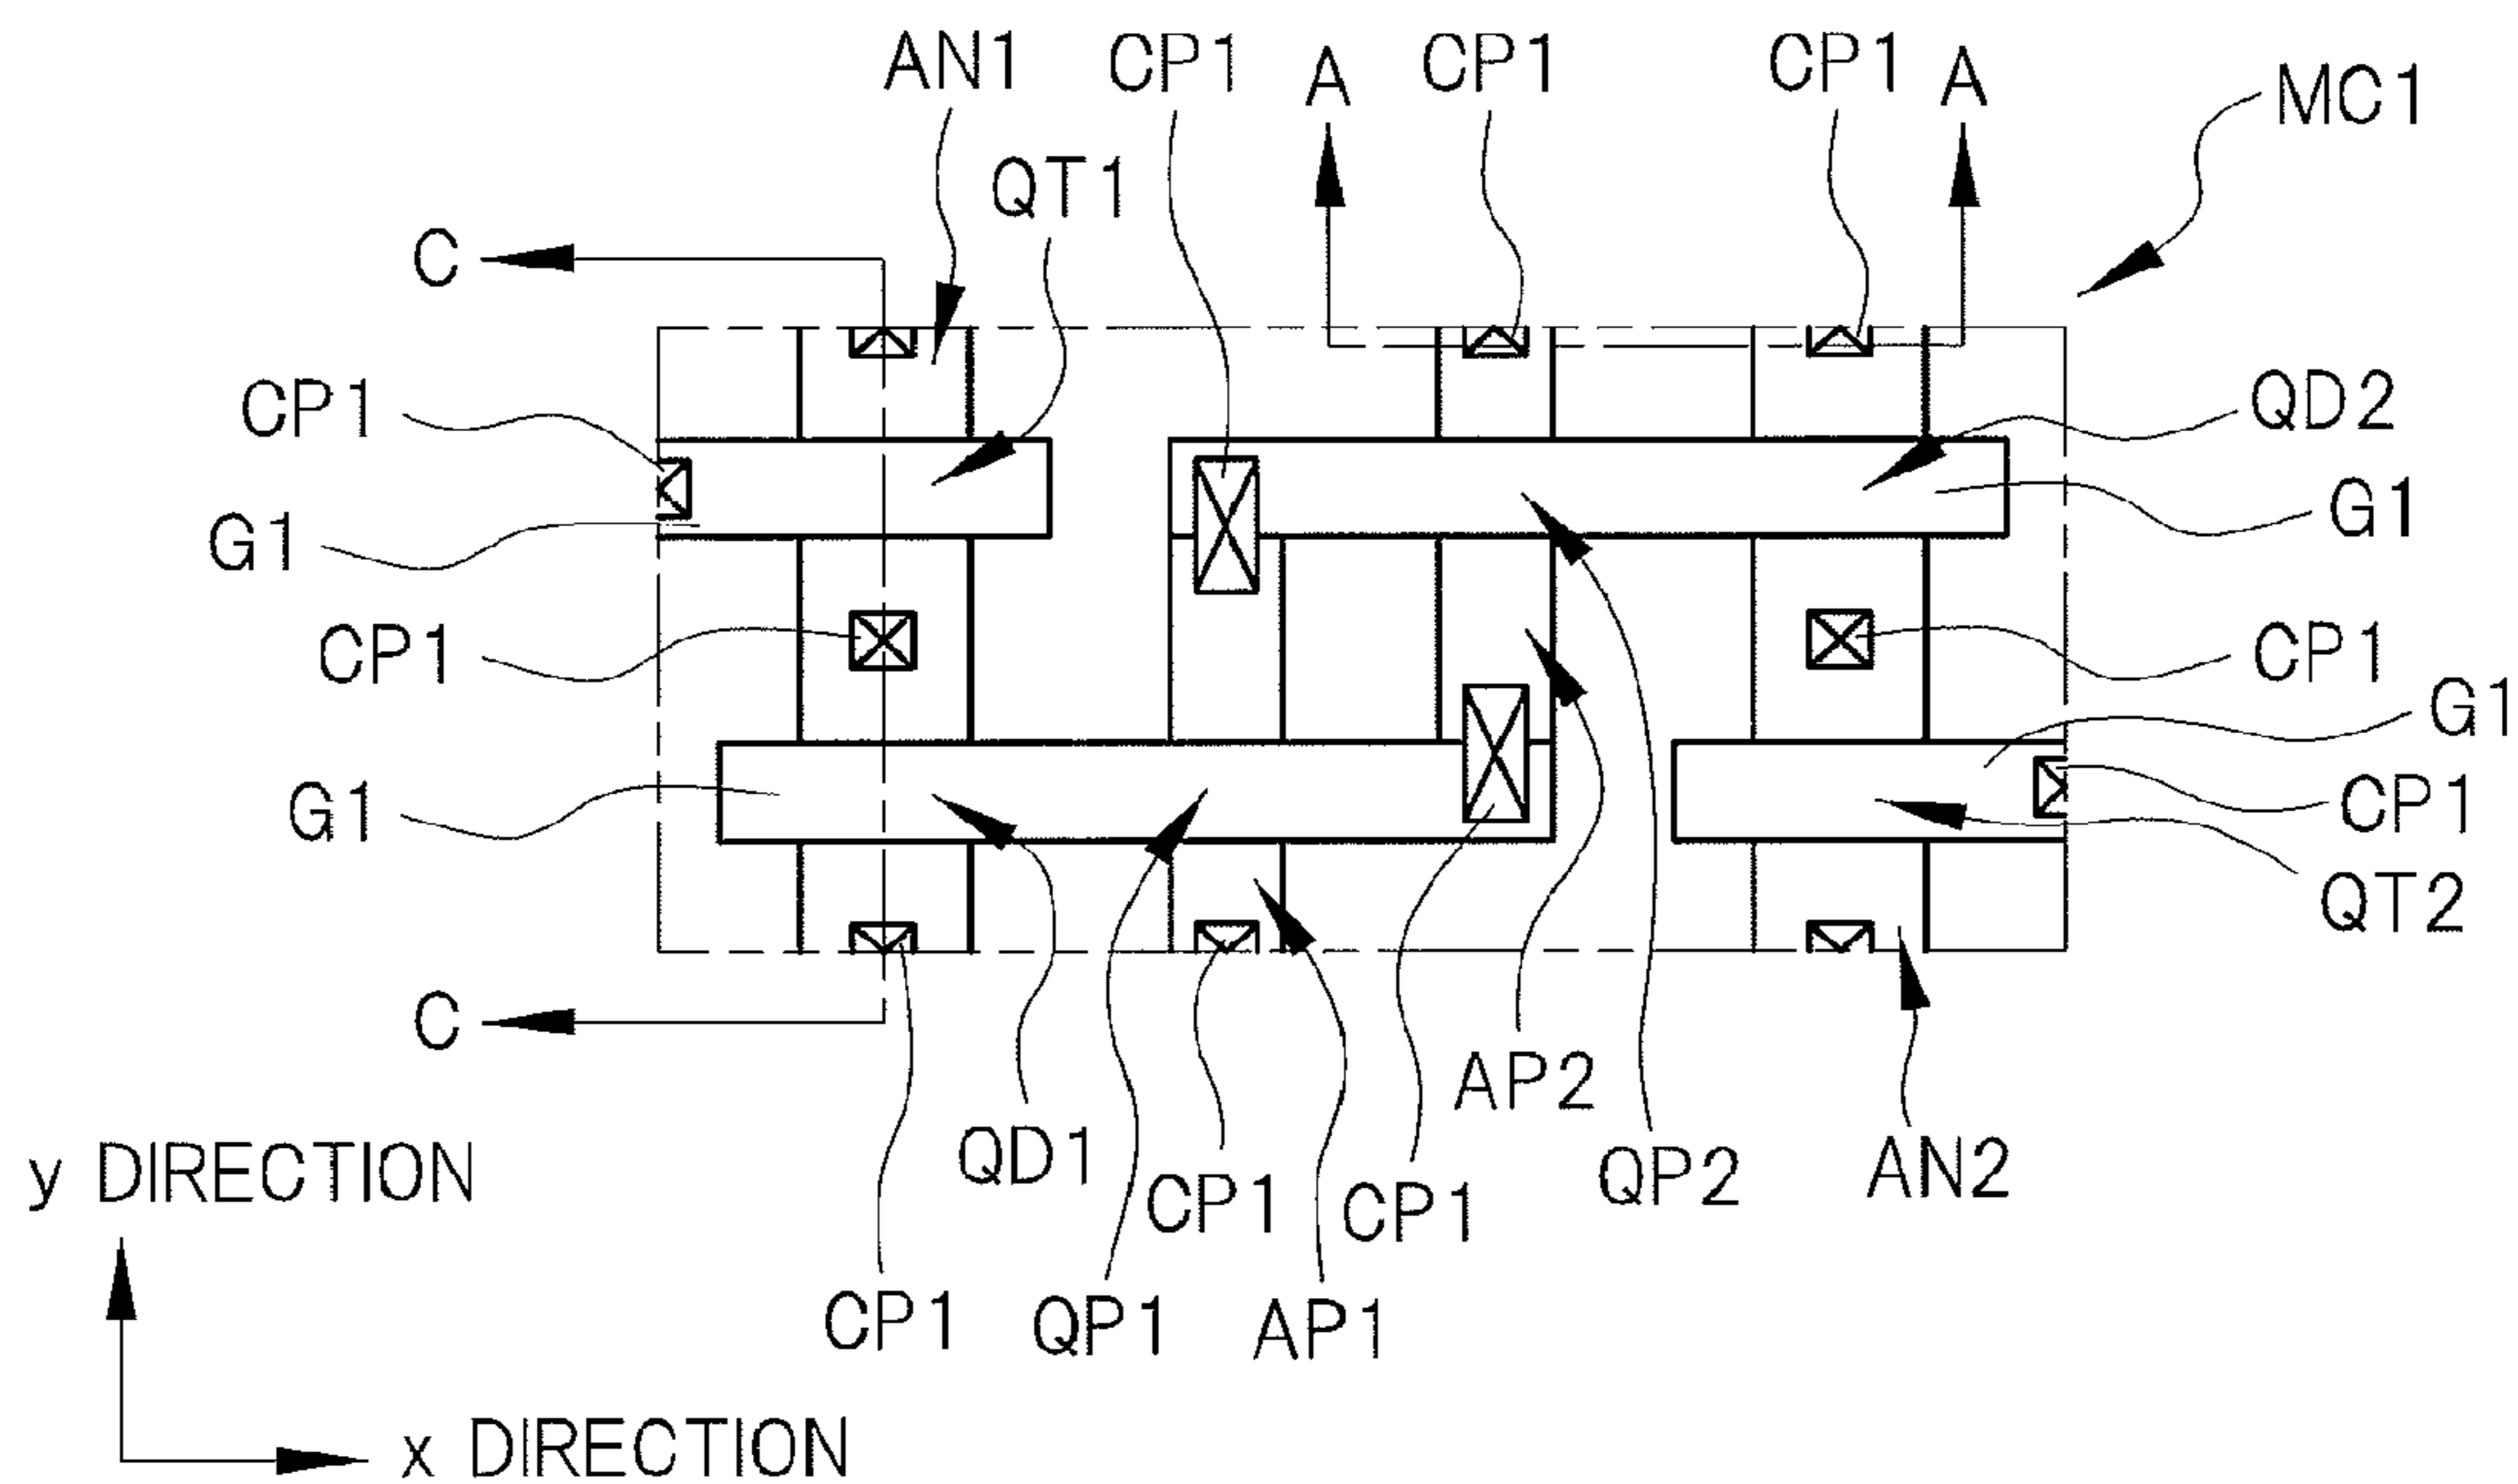 AN1
CP1
A
CP1
CP1
A
MC1
QT1
C
CP1
QD2
G1
G1
CP1
CP1
G1
G1
CP1
QT2
C
AP2
QD1
CP1
CP1
QP2
AN2
y DIRECTION
CP1
QP1
AP1
x DIRECTION